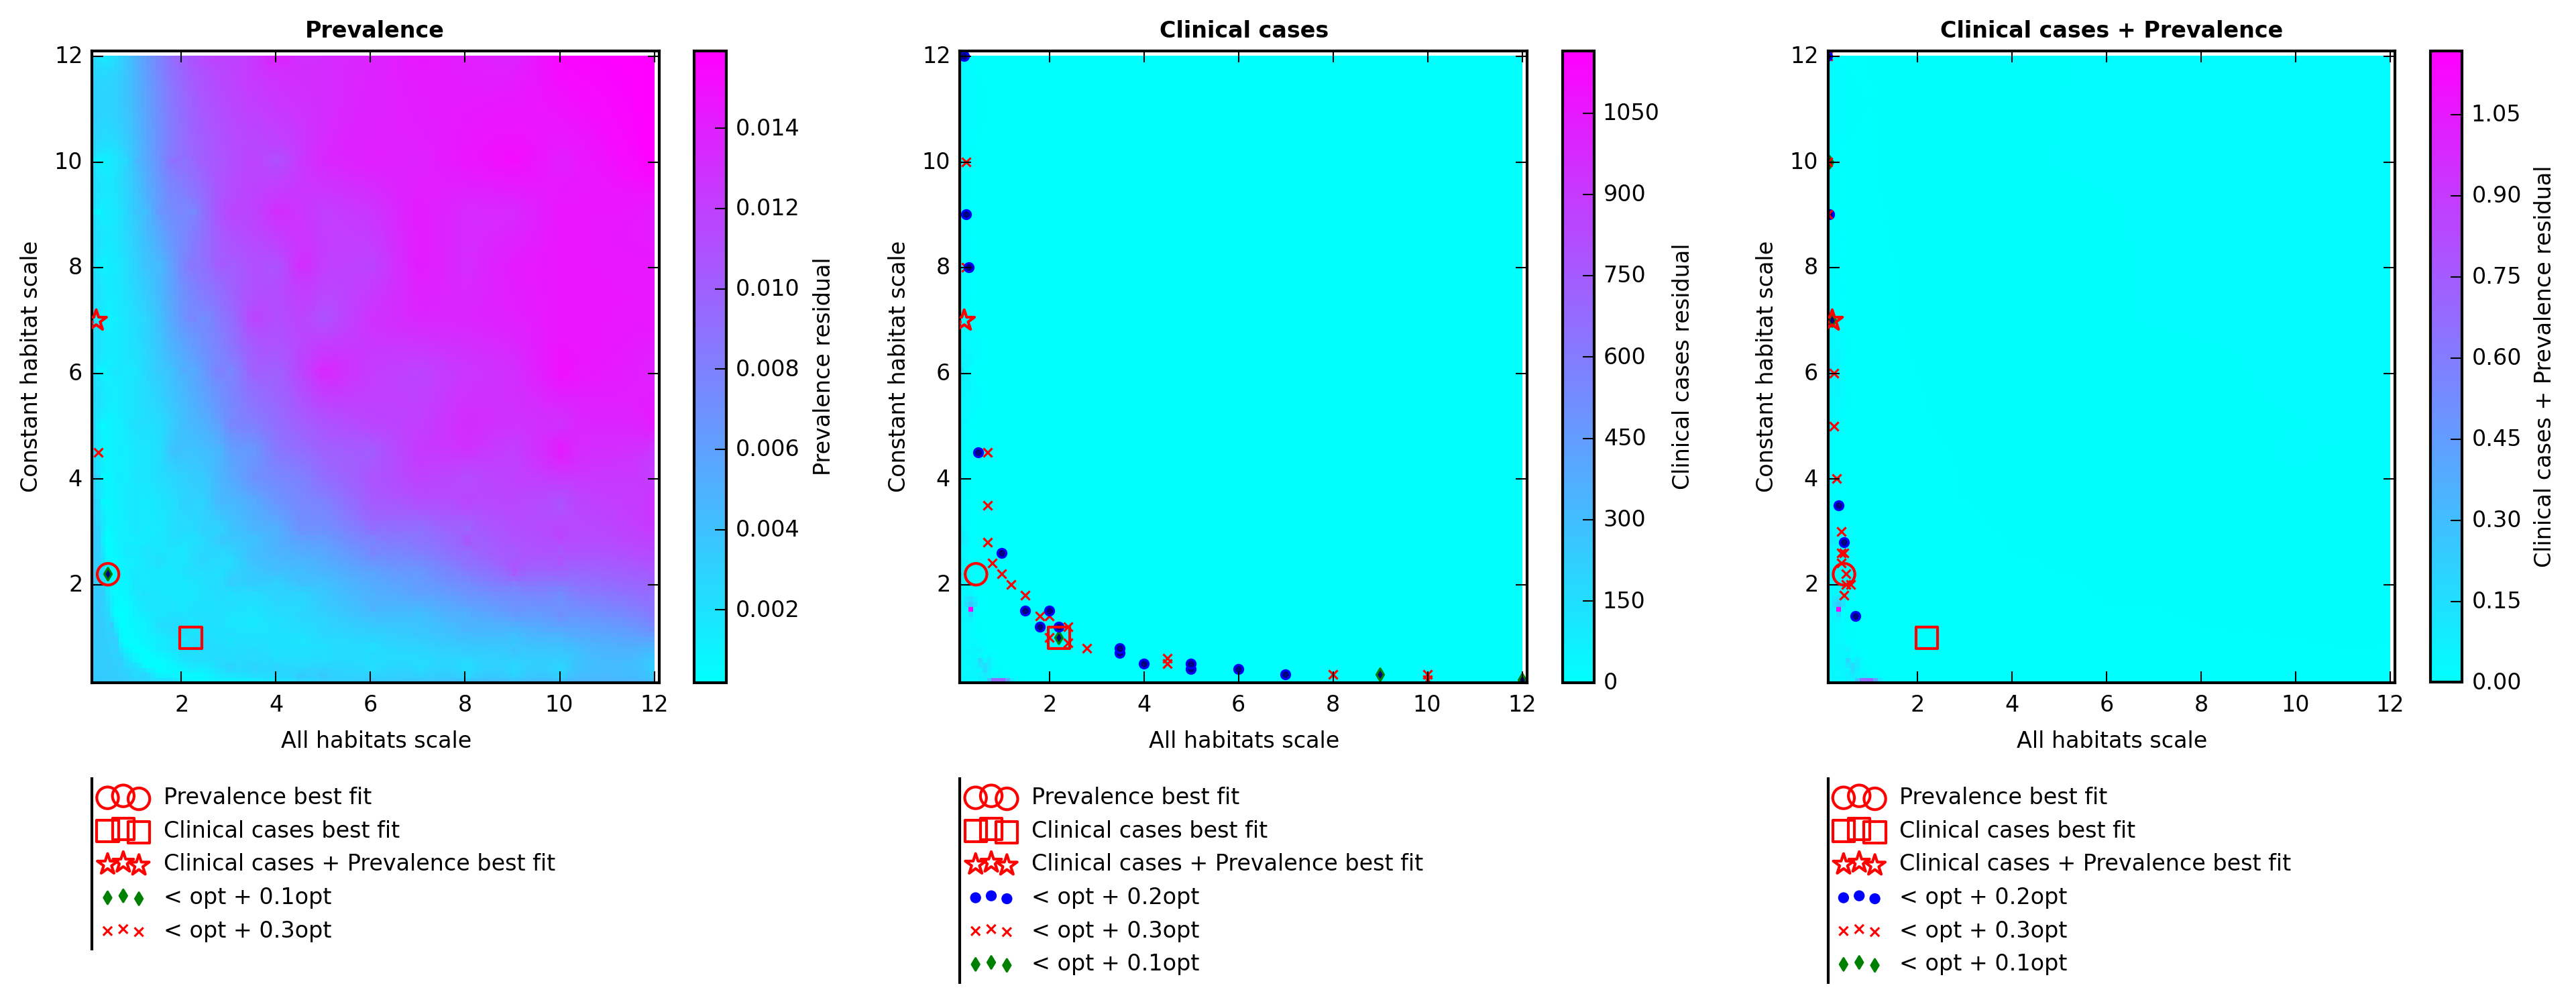 Prevalence
12
10
8
6
4
2
Constant habitat scale
2 4 6 8 10 12
All habitats scale
0.014
0.012
0.010
0.008
0.006
0.004
0.002
Prevalence residual
Prevalence best fit
Clinical cases best fit
Clinical cases + Prevalence best fit
< opt + 0.1opt
< opt + 0.3opt
Clinical cases
12
10
8
6
4
2
Constant habitat scale
2 4 6 8 10 12
All habitats scale
1050
900
750
600
450
300
150
0
Clinical cases residual
Prevalence best fit
Clinical cases best fit
Clinical cases + Prevalence best fit
< opt + 0.2opt
< opt + 0.3opt
< opt + 0.1opt
Clinical cases + Prevalence
12
10
8
6
4
2
Constant habitat scale
2 4 6 8 10 12
All habitats scale
1.05
0.90
0.75
0.60
0.45
0.30
0.15
0.00
Clinical cases + Prevalence residual
Prevalence best fit
Clinical cases best fit
Clinical cases + Prevalence best fit
< opt + 0.2opt
< opt + 0.3opt
< opt + 0.1opt